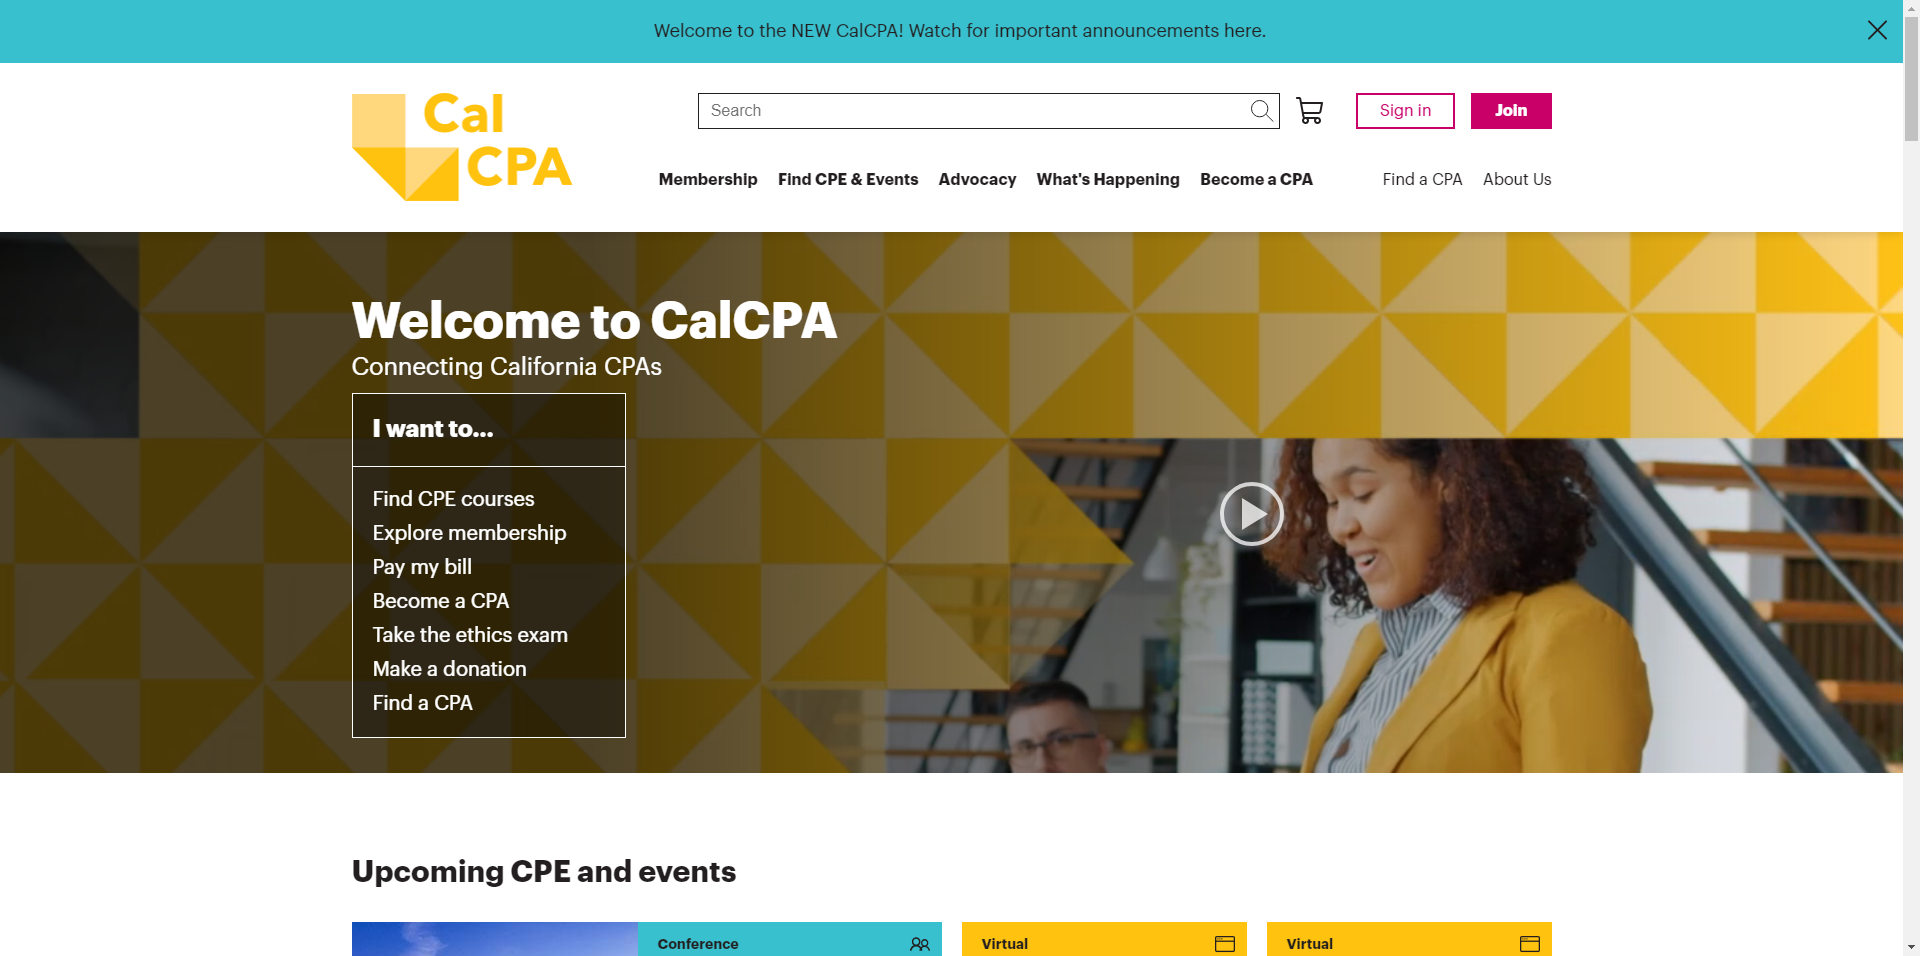 Welcome to the NEW CalCPA! Watch for important announcements here.
Cal
CPA
Search
Sign in
Join
Membership
Find CPE & Events
Advocacy
What's Happening
Become a CPA
Find a CPA
About Us
Welcome to CalCPA
Connecting California CPAs
I want to...
Find CPE courses
Explore membership
Pay my bill
Become a CPA
Take the ethics exam
Make a donation
Find a CPA
Upcoming CPE and events
Conference
Virtual
Virtual